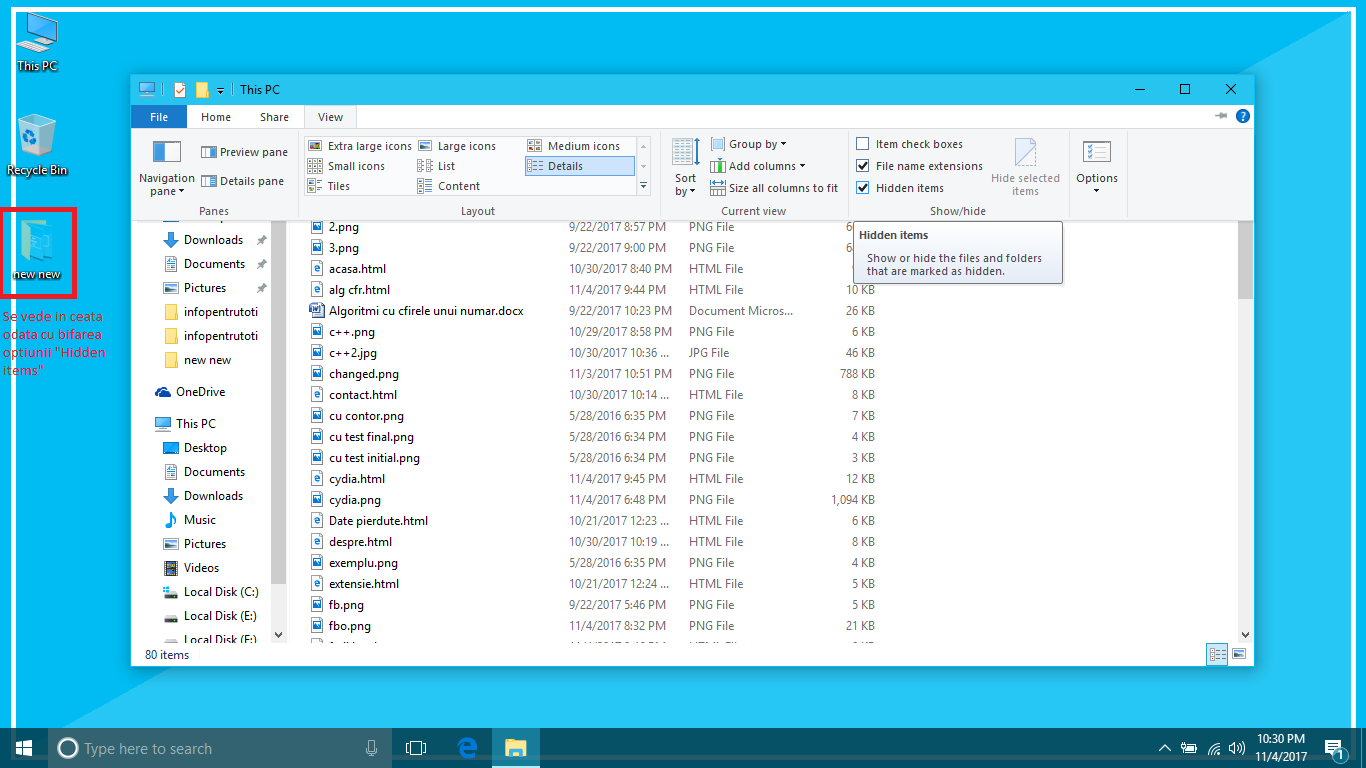 This PC
Recycle Bin
new new
Se vede in ceata
odata cu bifarea
optiunii "Hidden
items"
This PC
File Home Share View
Navigation
pane
Preview pane
Details pane
Panes
Extra large icons Large icons Medium icons
Small icons List Details
Tiles Content
Layout
Sort
by
Group by
Add columns
Size all columns to fit
Current view
Item check boxes
File name extensions
Hidden items
Hide selected
items
Show/hide
Options
Hidden items
Show or hide the files and folders
that are marked as hidden.
Downloads
Documents
Pictures
infopentrutoti
infopentrutoti
new new
OneDrive
This PC
Desktop
Documents
Downloads
Music
Pictures
Videos
Local Disk (C:)
Local Disk (E:)
Local Disk (F:)
2.png 9/22/2017 8:57 PM PNG File
3.png 9/22/2017 9:00 PM PNG File
acasa.html 10/30/2017 8:40 PM HTML File
alg cfr.html 11/4/2017 9:44 PM HTML File 10 KB
Algoritmi cu cfirele unui numar.docx 9/22/2017 10:23 PM Document Micros... 26 KB
c++.png 10/29/2017 8:58 PM PNG File 6 KB
c++2.jpg 10/30/2017 10:36 ... JPG File 46 KB
changed.png 11/3/2017 10:51 PM PNG File 788 KB
contact.html 10/30/2017 10:14 ... HTML File 8 KB
cu contor.png 5/28/2016 6:35 PM PNG File 7 KB
cu test final.png 5/28/2016 6:34 PM PNG File 4 KB
cu test initial.png 5/28/2016 6:34 PM PNG File 3 KB
cydia.html 11/4/2017 9:45 PM HTML File 12 KB
cydia.png 11/4/2017 6:48 PM PNG File 1,094 KB
Date pierdute.html 10/21/2017 12:23 ... HTML File 6 KB
despre.html 10/30/2017 10:19 ... HTML File 8 KB
exemplu.png 5/28/2016 6:35 PM PNG File 4 KB
extensie.html 10/21/2017 12:24 ... HTML File 5 KB
fb.png 9/22/2017 5:46 PM PNG File 5 KB
fbo.png 11/4/2017 8:32 PM PNG File 21 KB
80 items
Type here to search
10:30 PM
11/4/2017
1